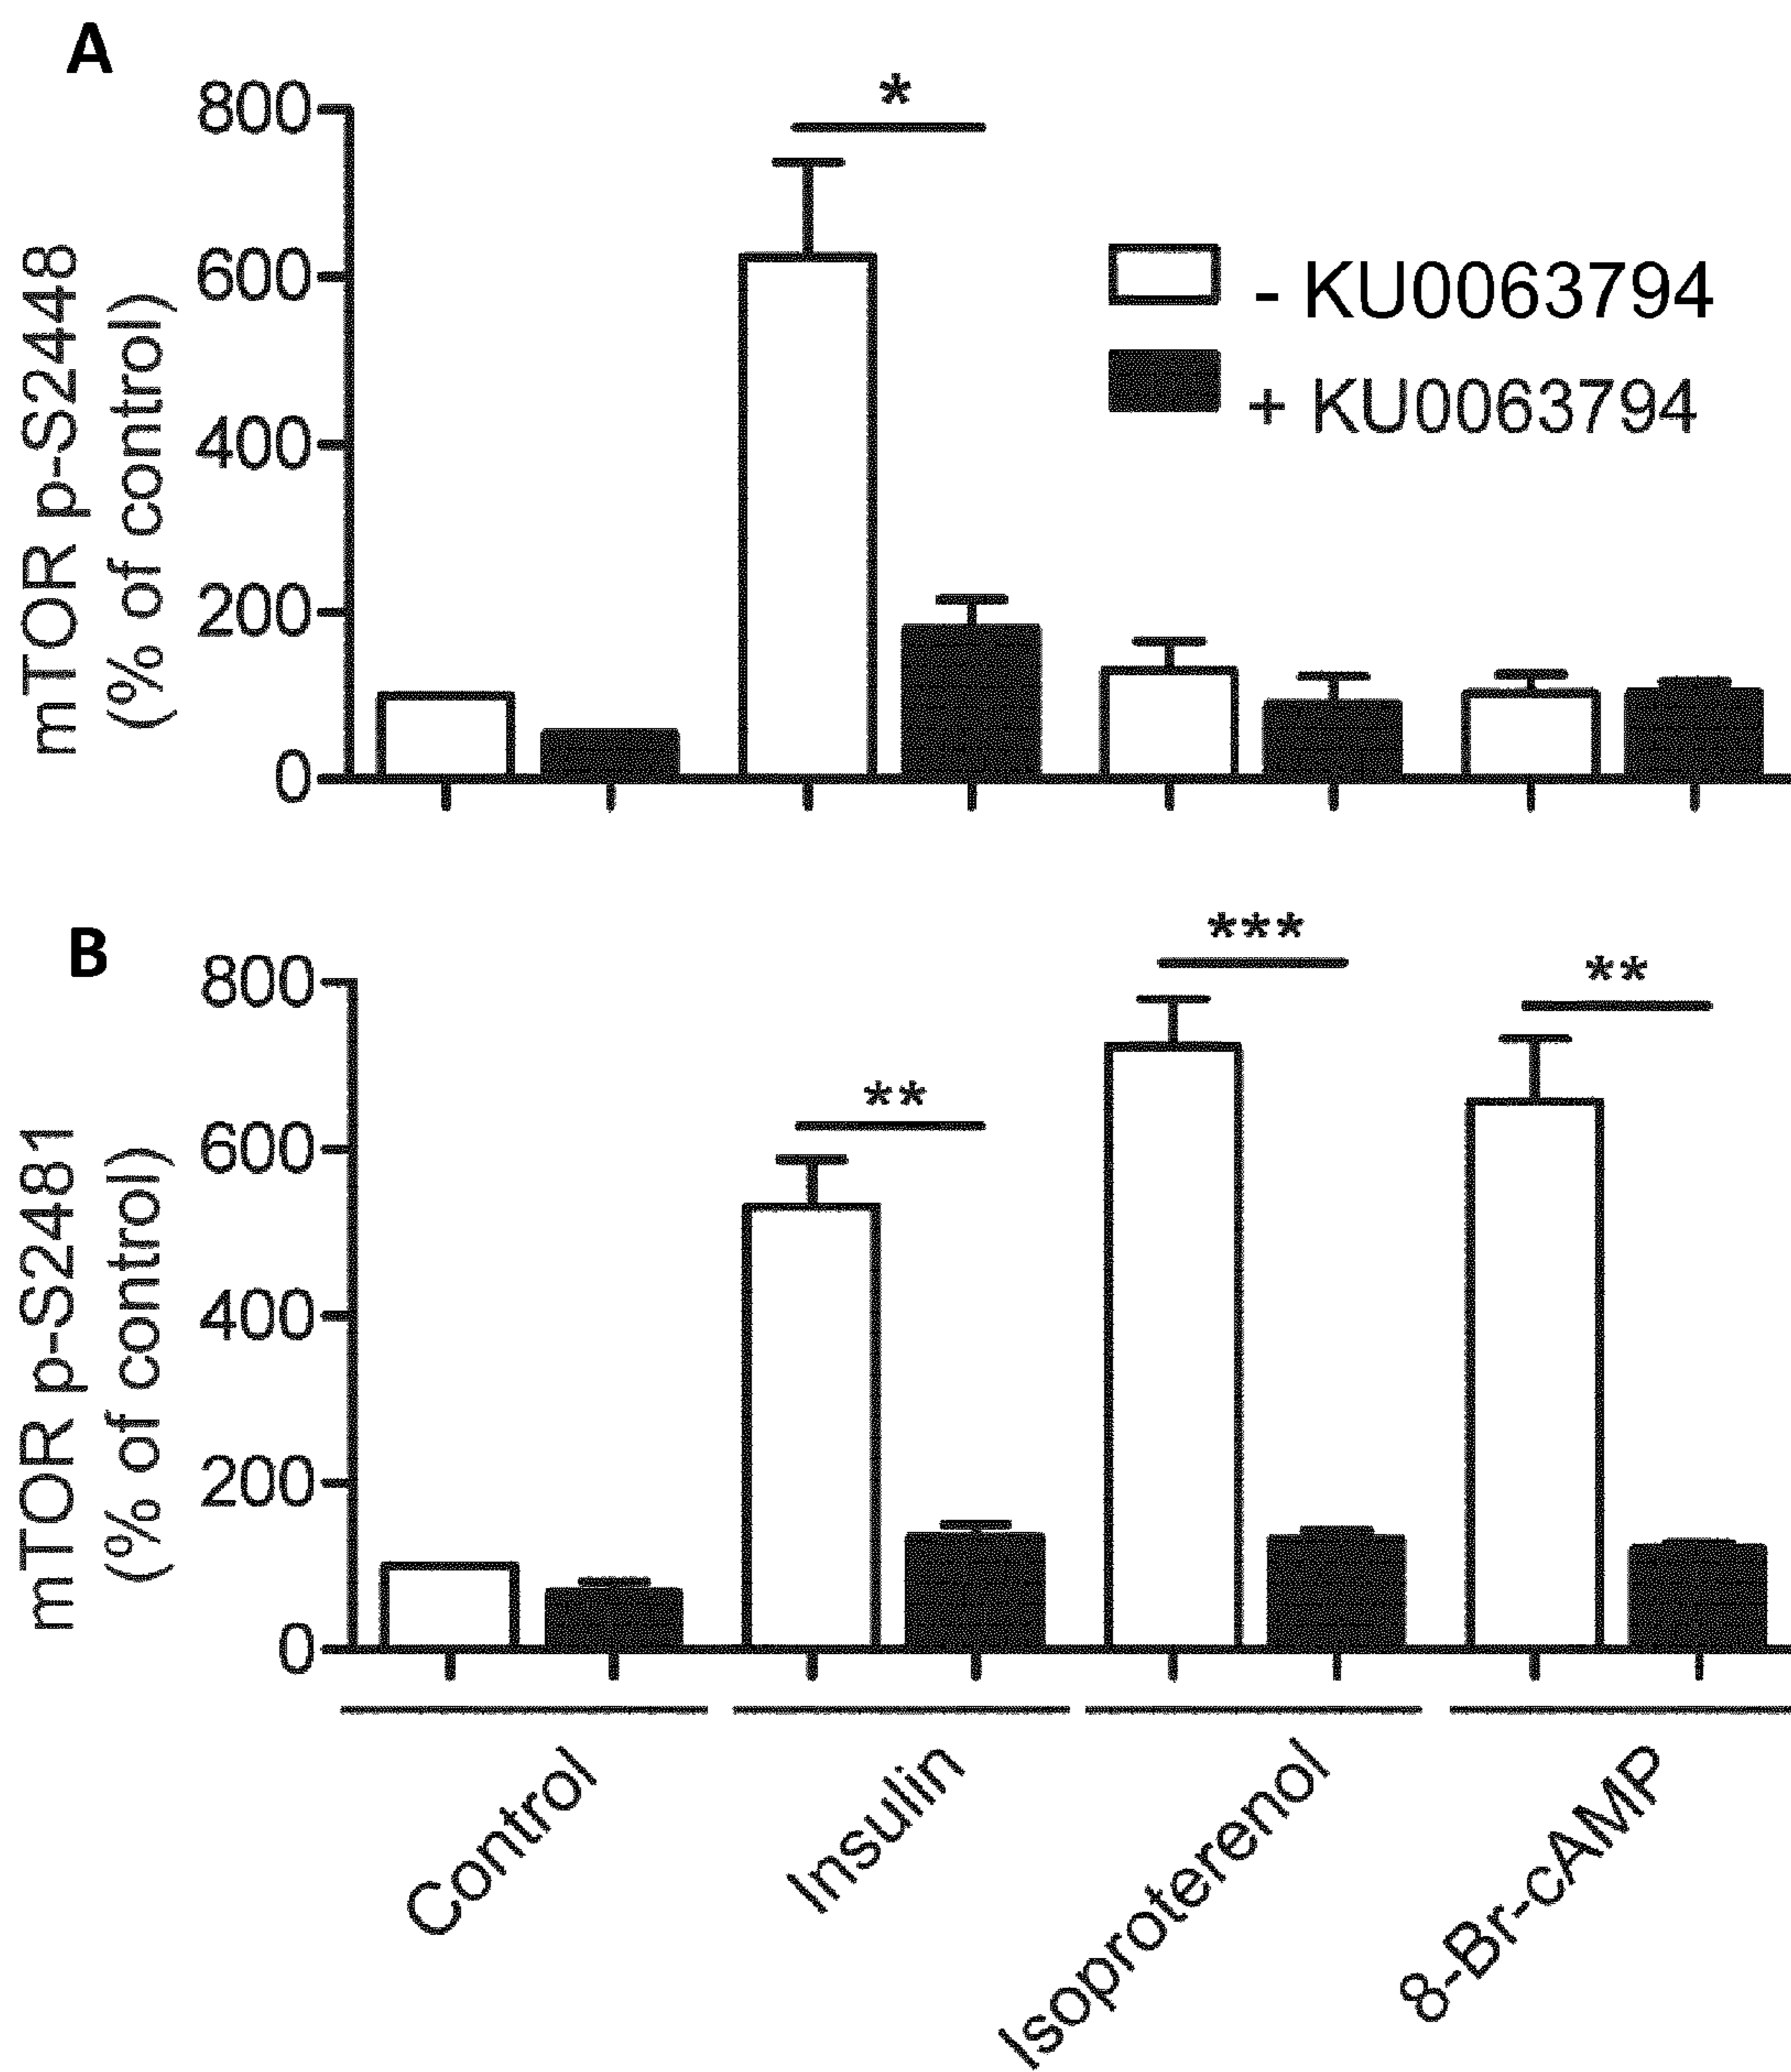 A
800
600
400
200
0
mTOR p-S2448
(% of control)
*
- KU0063794
+ KU0063794
B
800
600
400
200
0
mTOR p-S2481
(% of control)
**
***
**
Control
Insulin
Isoproterenol
8-Br-cAMP